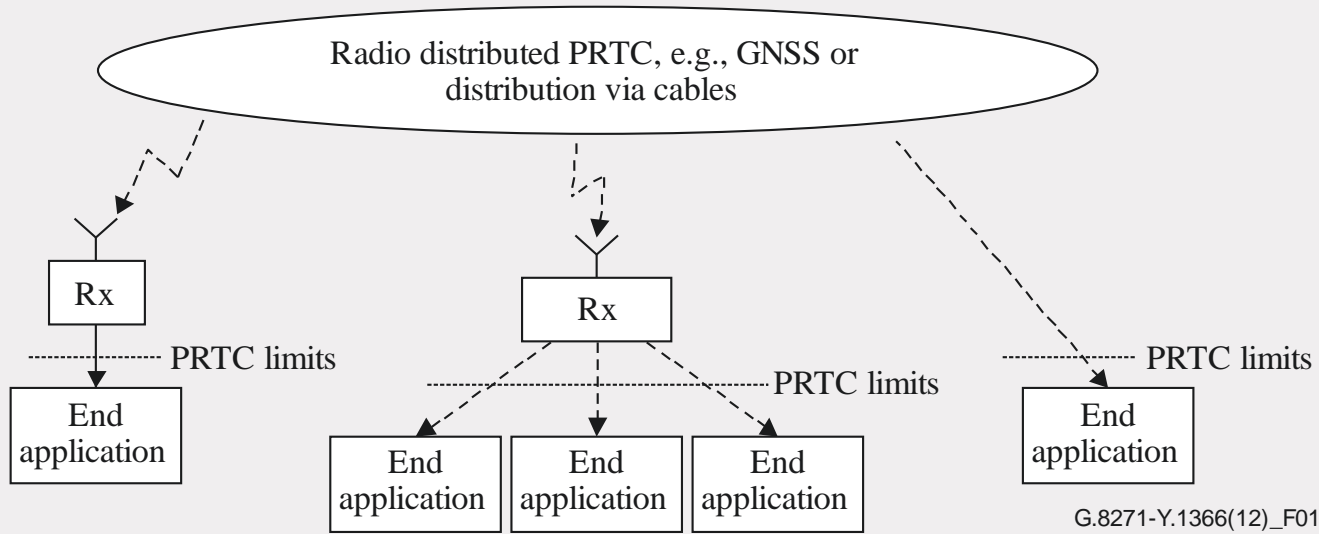 Radio distributed PRTC, e.g., GNSS or
distribution via cables
Rx
PRTC limits
End
application
Rx
PRTC limits
End
application
End
application
End
application
PRTC limits
End
application
G.8271-Y.1366(12)_F01